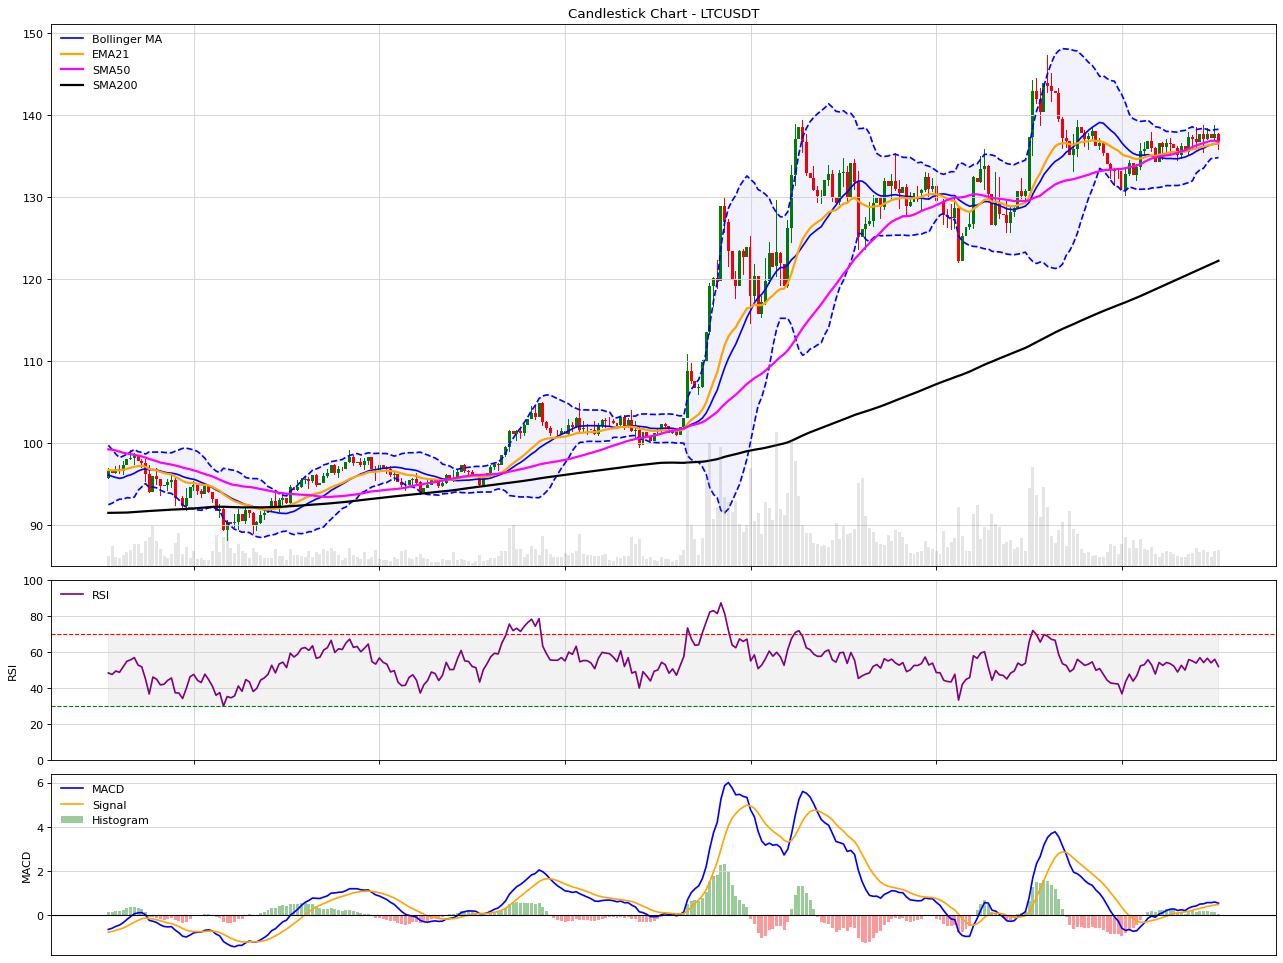 Candlestick Chart - LTCUSDT
Bollinger MA
EMA21
SMA50
SMA200
150
140
130
120
110
100
90
RSI
100
80
60
40
20
0
RSI
MACD
Signal
Histogram
6
4
2
0
MACD